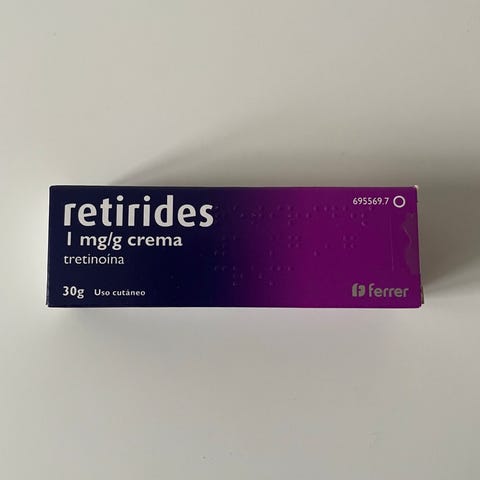 retirides
695569.7
1 mg/g crema
tretinoína
30g Uso cutáneo
ferrer